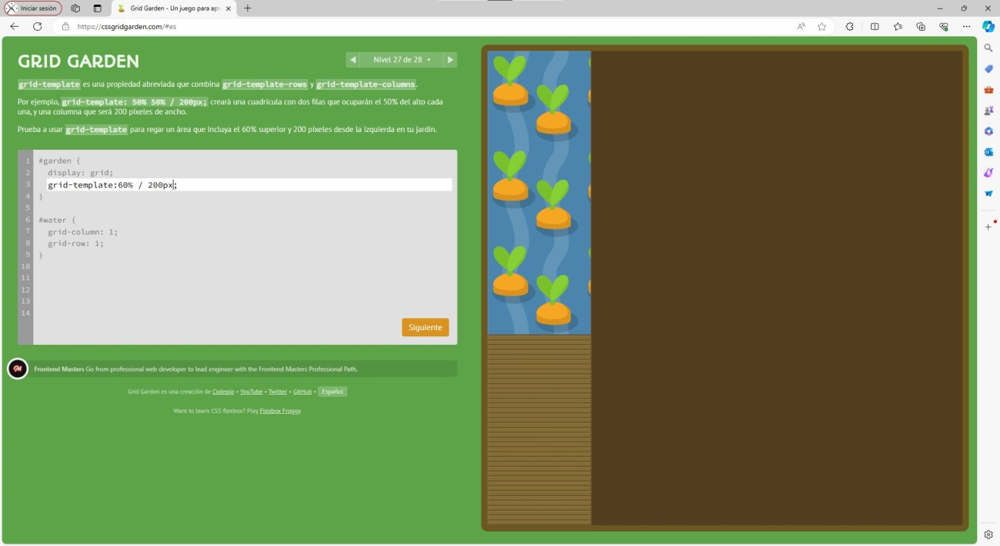 Iniciar sesión
Grid Garden - Un juego para apr
https://cssgridgarden.com/#es
GRID GARDEN
Nivel 27 de 28
grid-template es una propiedad abreviada que combina grid-template-rows y grid-template-columns.
Por ejemplo, grid-template: 50% 50% / 200px; creará una cuadrícula con dos filas que ocuparán el 50% del alto cada
una, y una columna que será 200 píxeles de ancho.
Prueba a usar grid-template para regar un área que incluya el 60% superior y 200 píxeles desde la izquierda en tu jardín.
1 #garden {
2 display: grid;
3 grid-template:60% / 200px;
4 }
5
6 #water {
7 grid-column: 1;
8 grid-row: 1;
9 }
10
11
12
13
14
Siguiente
Frontend Masters Go from professional web developer to lead engineer with the Frontend Masters Professional Path.
Grid Garden es una creación de Codepip • YouTube • Twitter • GitHub • Español
Want to learn CSS flexbox? Play Flexbox Froggy.